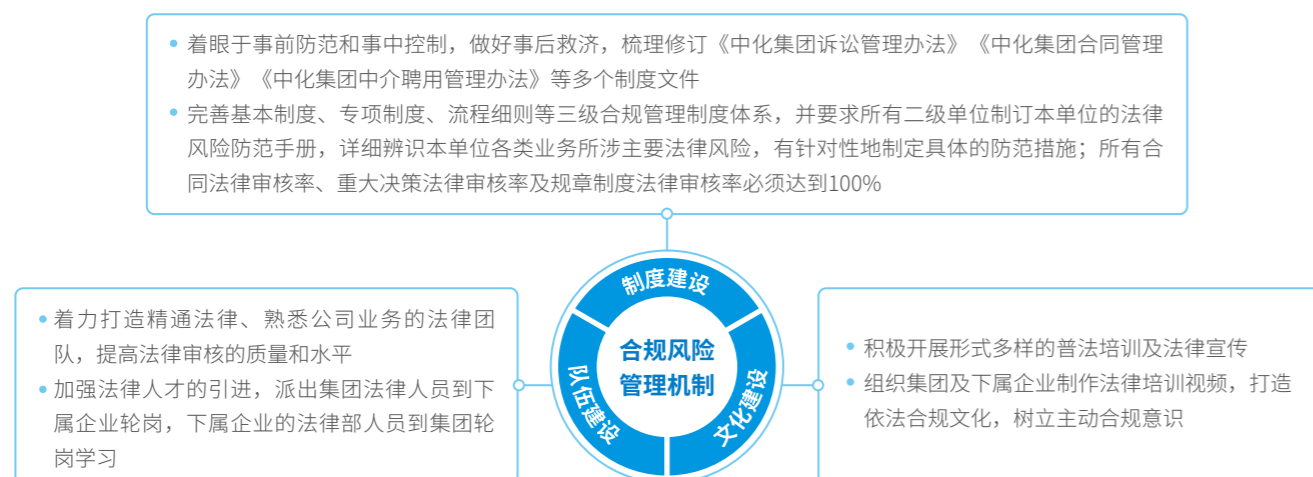 着眼于事前防范和事中控制，做好事后救济，梳理修订《中化集团诉讼管理办法》《中化集团合同管理
办法》《中化集团中介聘用管理办法》等多个制度文件
完善基本制度、专项制度、流程细则等三级合规管理制度体系，并要求所有二级单位制订本单位的法律
风险防范手册，详细辨识本单位各类业务所涉主要法律风险，有针对性地制定具体的防范措施；所有合
同法律审核率、重大决策法律审核率及规章制度法律审核率必须达到100%
制度建设
合规风险
管理机制
队伍建设
文化建设
着力打造精通法律、熟悉公司业务的法律团
队，提高法律审核的质量和水平
加强法律人才的引进，派出集团法律人员到下
属企业轮岗，下属企业的法律部人员到集团轮
岗学习
积极开展形式多样的普法培训及法律宣传
组织集团及下属企业制作法律培训视频，打造
依法合规文化，树立主动合规意识